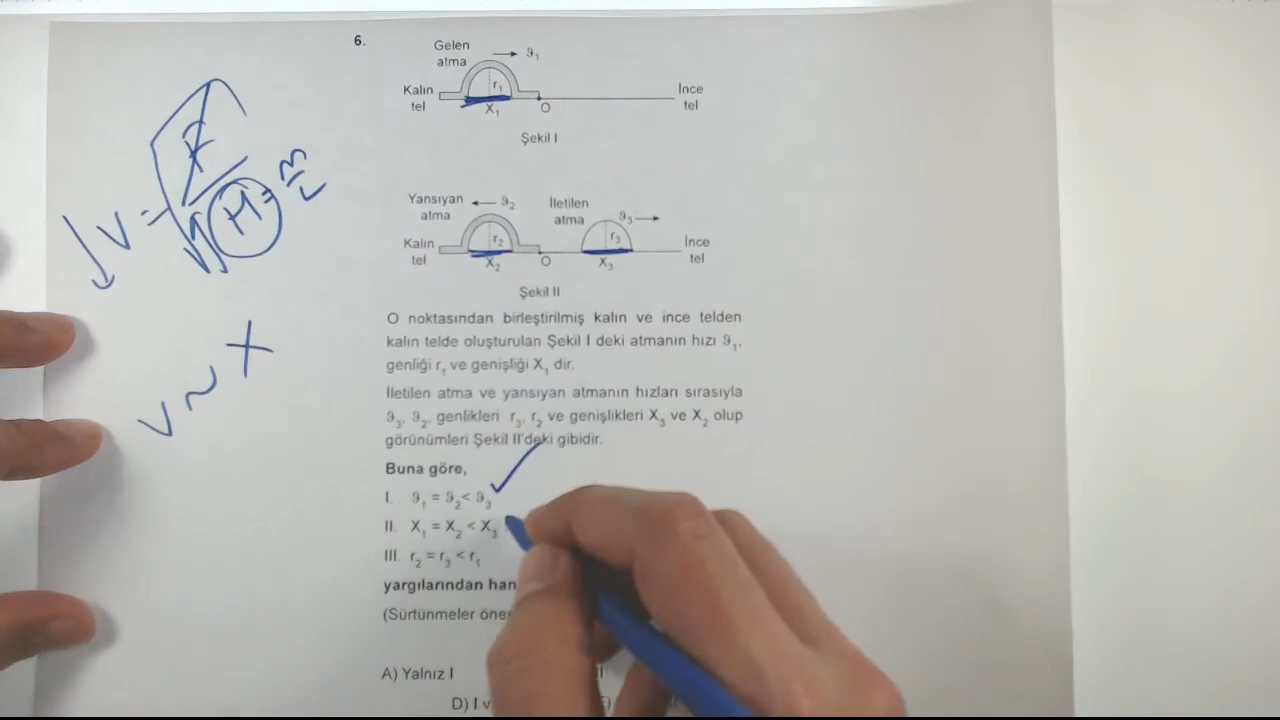 6.
Gelen
atma
ϑ₁
Kalın
tel
r₁
X₁
O
İnce
tel
Şekil I
Yansıyan
atma
ϑ₂
İletilen
atma
ϑ₃
Kalın
tel
r₂
X₂
O
r₃
X₃
İnce
tel
Şekil II
O noktasından birleştirilmiş kalın ve ince telden
kalın telde oluşturulan Şekil I deki atmanın hızı ϑ₁,
genliği r₁ ve genişliği X₁ dir.
İletilen atma ve yansıyan atmanın hızları sırasıyla
ϑ₃, ϑ₂, genlikleri r₃, r₂ ve genişlikleri X₃ ve X₂ olup
görünümleri Şekil II'deki gibidir.
Buna göre,
I. ϑ₁ = ϑ₂ < ϑ₃
II. X₁ = X₂ < X₃
III. r₂ = r₃ < r₁
yargılarından
(Sürtünmeler
A) Yalnız I
D) I
V =
F
M = m
L
V ~ X